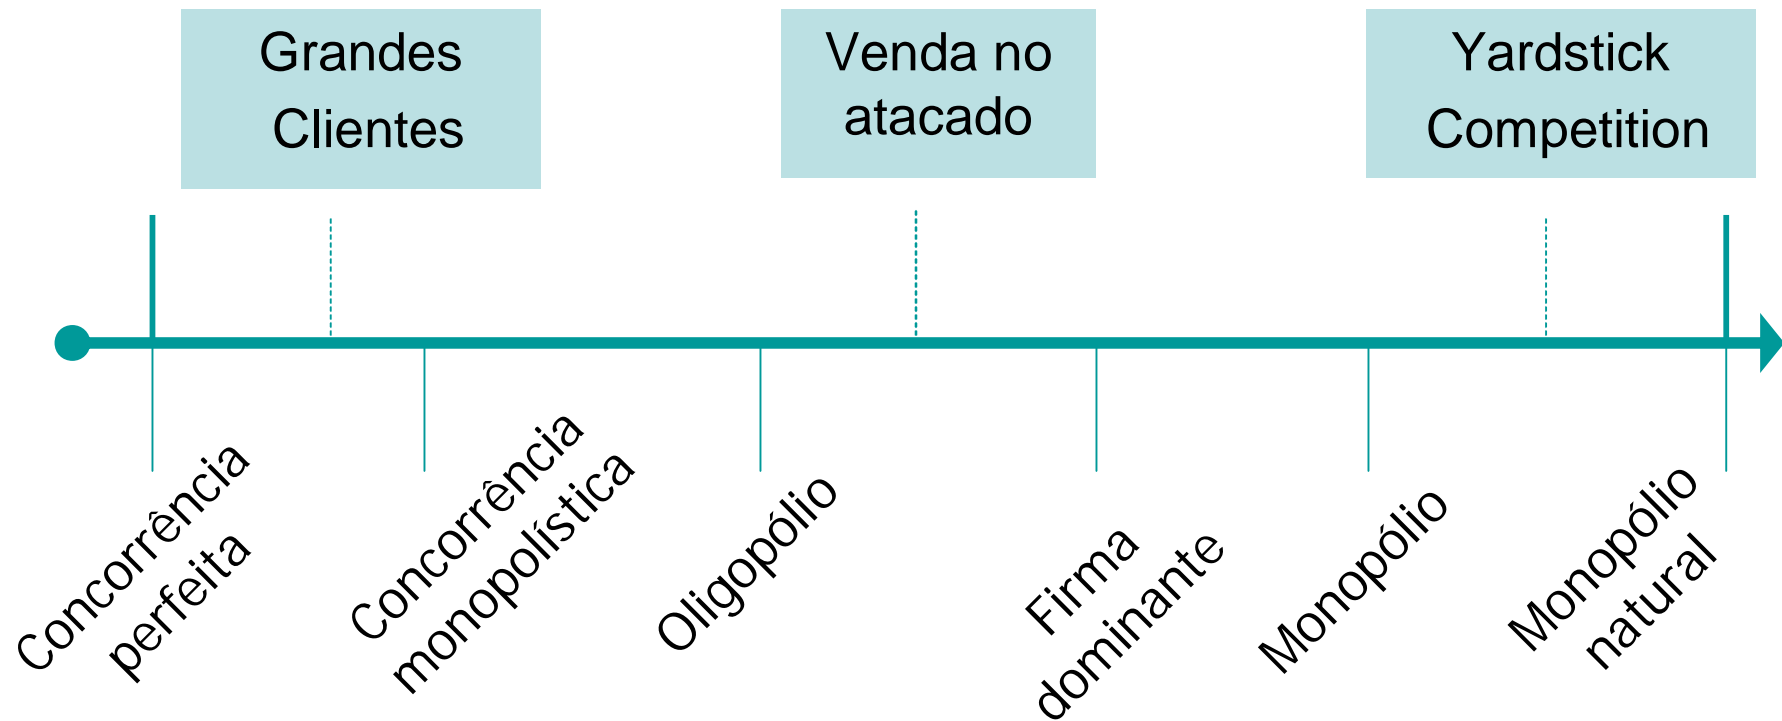 Grandes
Clientes
Venda no
atacado
Yardstick
Competition
Concorrência
perfeita
Concorrência
monopolística
Oligopólio
Firma
dominante
Monopólio
Monopólio
natural